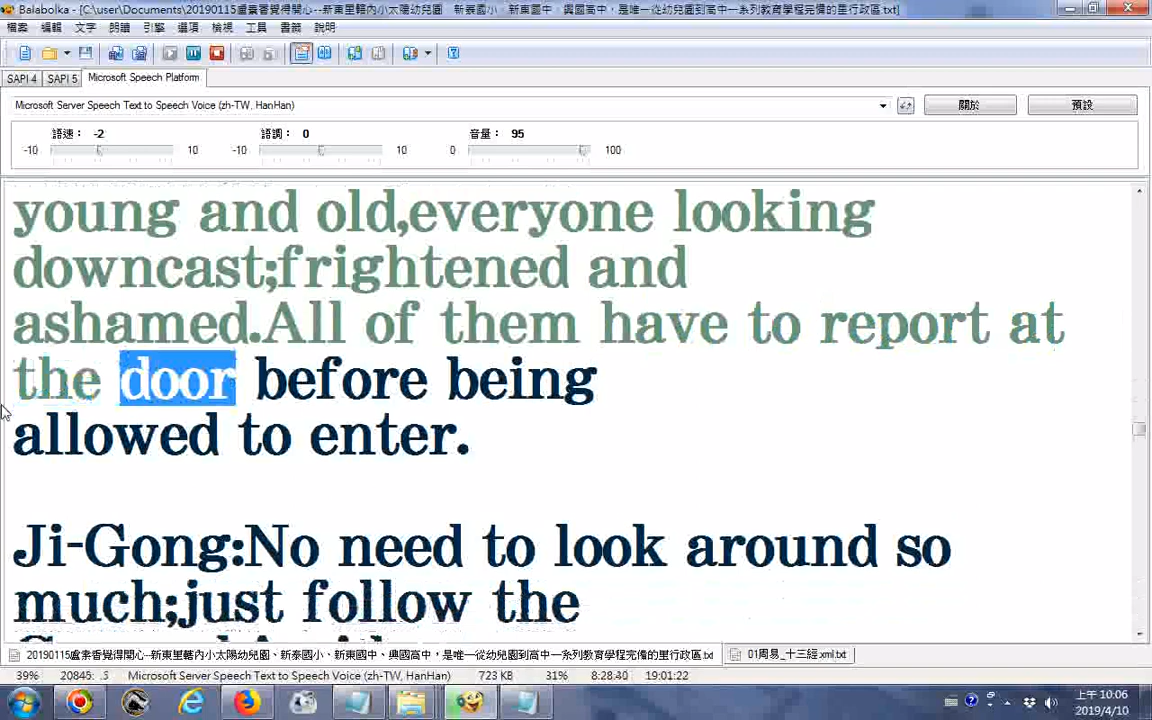 Balabolka - [C:\user\Documents\20190115盧素香覺得開心--新東里轄內小太陽幼兒園、新泰國小、新東國中、興國高中，是唯一從幼兒園到高中一系列教育學程完備的里行政區.txt]
檔案 編輯 文字 朗讀 引擎 選項 檢視 工具 書籤 說明
SAPI 4 SAPI 5 Microsoft Speech Platform
Microsoft Server Speech Text to Speech Voice (zh-TW, HanHan) 關於 預設
語速： -2 語調： 0 音量： 95
-10 10 -10 10 0 100
young and old,everyone looking
downcast;frightened and
ashamed.All of them have to report at
the door before being
allowed to enter.
Ji-Gong:No need to look around so
much;just follow the
20190115盧素香覺得開心--新東里轄內小太陽幼兒園、新泰國小、新東國中、興國高中，是唯一從幼兒園到高中一系列教育學程完備的里行政區.txt 01周易_十三經.xml.txt
39% 20845: .3 Microsoft Server Speech Text to Speech Voice (zh-TW, HanHan) 723 KB 31% 8:28:40 19:01:22
上午 10:06
2019/4/10